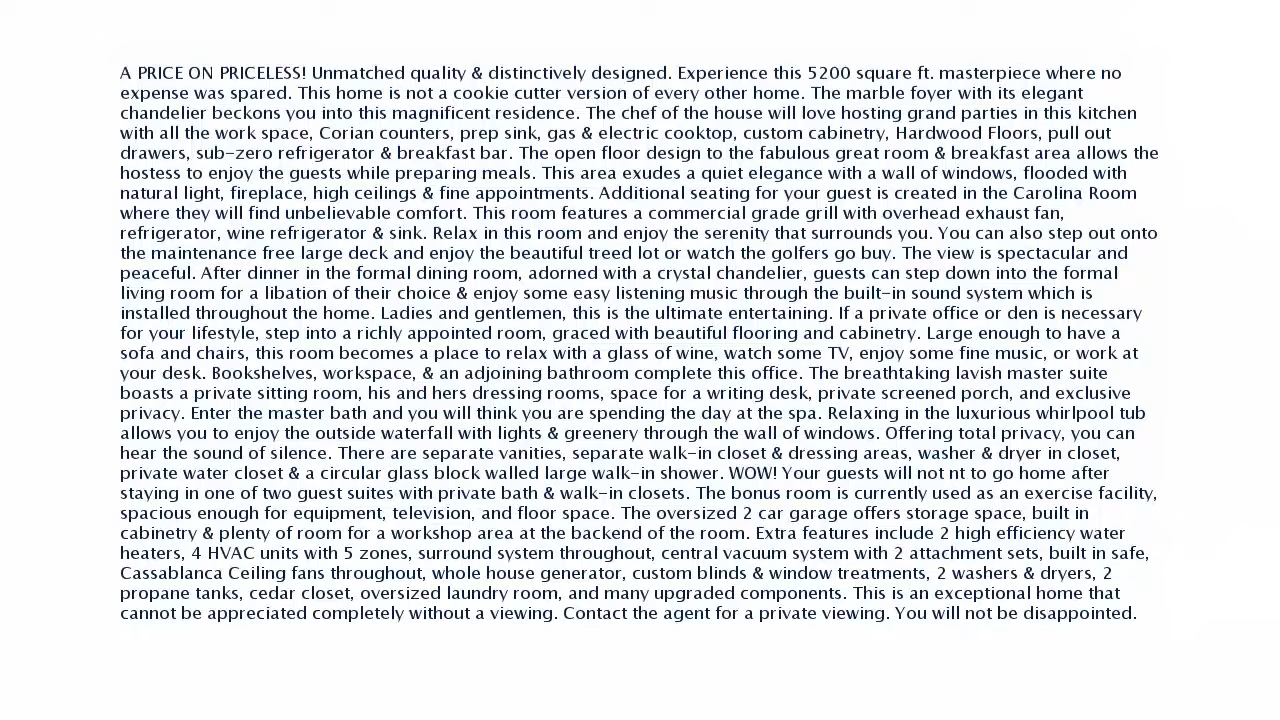 A PRICE ON PRICELESS! Unmatched quality & distinctively designed. Experience this 5200 square ft. masterpiece where no
expense was spared. This home is not a cookie cutter version of every other home. The marble foyer with its elegant
chandelier beckons you into this magnificent residence. The chef of the house will love hosting grand parties in this kitchen
with all the work space, Corian counters, prep sink, gas & electric cooktop, custom cabinetry, Hardwood Floors, pull out
drawers, sub-zero refrigerator & breakfast bar. The open floor design to the fabulous great room & breakfast area allows the
hostess to enjoy the guests while preparing meals. This area exudes a quiet elegance with a wall of windows, flooded with
natural light, fireplace, high ceilings & fine appointments. Additional seating for your guest is created in the Carolina Room
where they will find unbelievable comfort. This room features a commercial grade grill with overhead exhaust fan,
refrigerator, wine refrigerator & sink. Relax in this room and enjoy the serenity that surrounds you. You can also step out onto
the maintenance free large deck and enjoy the beautiful treed lot or watch the golfers go buy. The view is spectacular and
peaceful. After dinner in the formal dining room, adorned with a crystal chandelier, guests can step down into the formal
living room for a libation of their choice & enjoy some easy listening music through the built-in sound system which is
installed throughout the home. Ladies and gentlemen, this is the ultimate entertaining. If a private office or den is necessary
for your lifestyle, step into a richly appointed room, graced with beautiful flooring and cabinetry. Large enough to have a
sofa and chairs, this room becomes a place to relax with a glass of wine, watch some TV, enjoy some fine music, or work at
your desk. Bookshelves, workspace, & an adjoining bathroom complete this office. The breathtaking lavish master suite
boasts a private sitting room, his and hers dressing rooms, space for a writing desk, private screened porch, and exclusive
privacy. Enter the master bath and you will think you are spending the day at the spa. Relaxing in the luxurious whirlpool tub
allows you to enjoy the outside waterfall with lights & greenery through the wall of windows. Offering total privacy, you can
hear the sound of silence. There are separate vanities, separate walk-in closet & dressing areas, washer & dryer in closet,
private water closet & a circular glass block walled large walk-in shower. WOW! Your guests will not nt to go home after
staying in one of two guest suites with private bath & walk-in closets. The bonus room is currently used as an exercise facility,
spacious enough for equipment, television, and floor space. The oversized 2 car garage offers storage space, built in
cabinetry & plenty of room for a workshop area at the backend of the room. Extra features include 2 high efficiency water
heaters, 4 HVAC units with 5 zones, surround system throughout, central vacuum system with 2 attachment sets, built in safe,
Cassablanca Ceiling fans throughout, whole house generator, custom blinds & window treatments, 2 washers & dryers, 2
propane tanks, cedar closet, oversized laundry room, and many upgraded components. This is an exceptional home that
cannot be appreciated completely without a viewing. Contact the agent for a private viewing. You will not be disappointed.